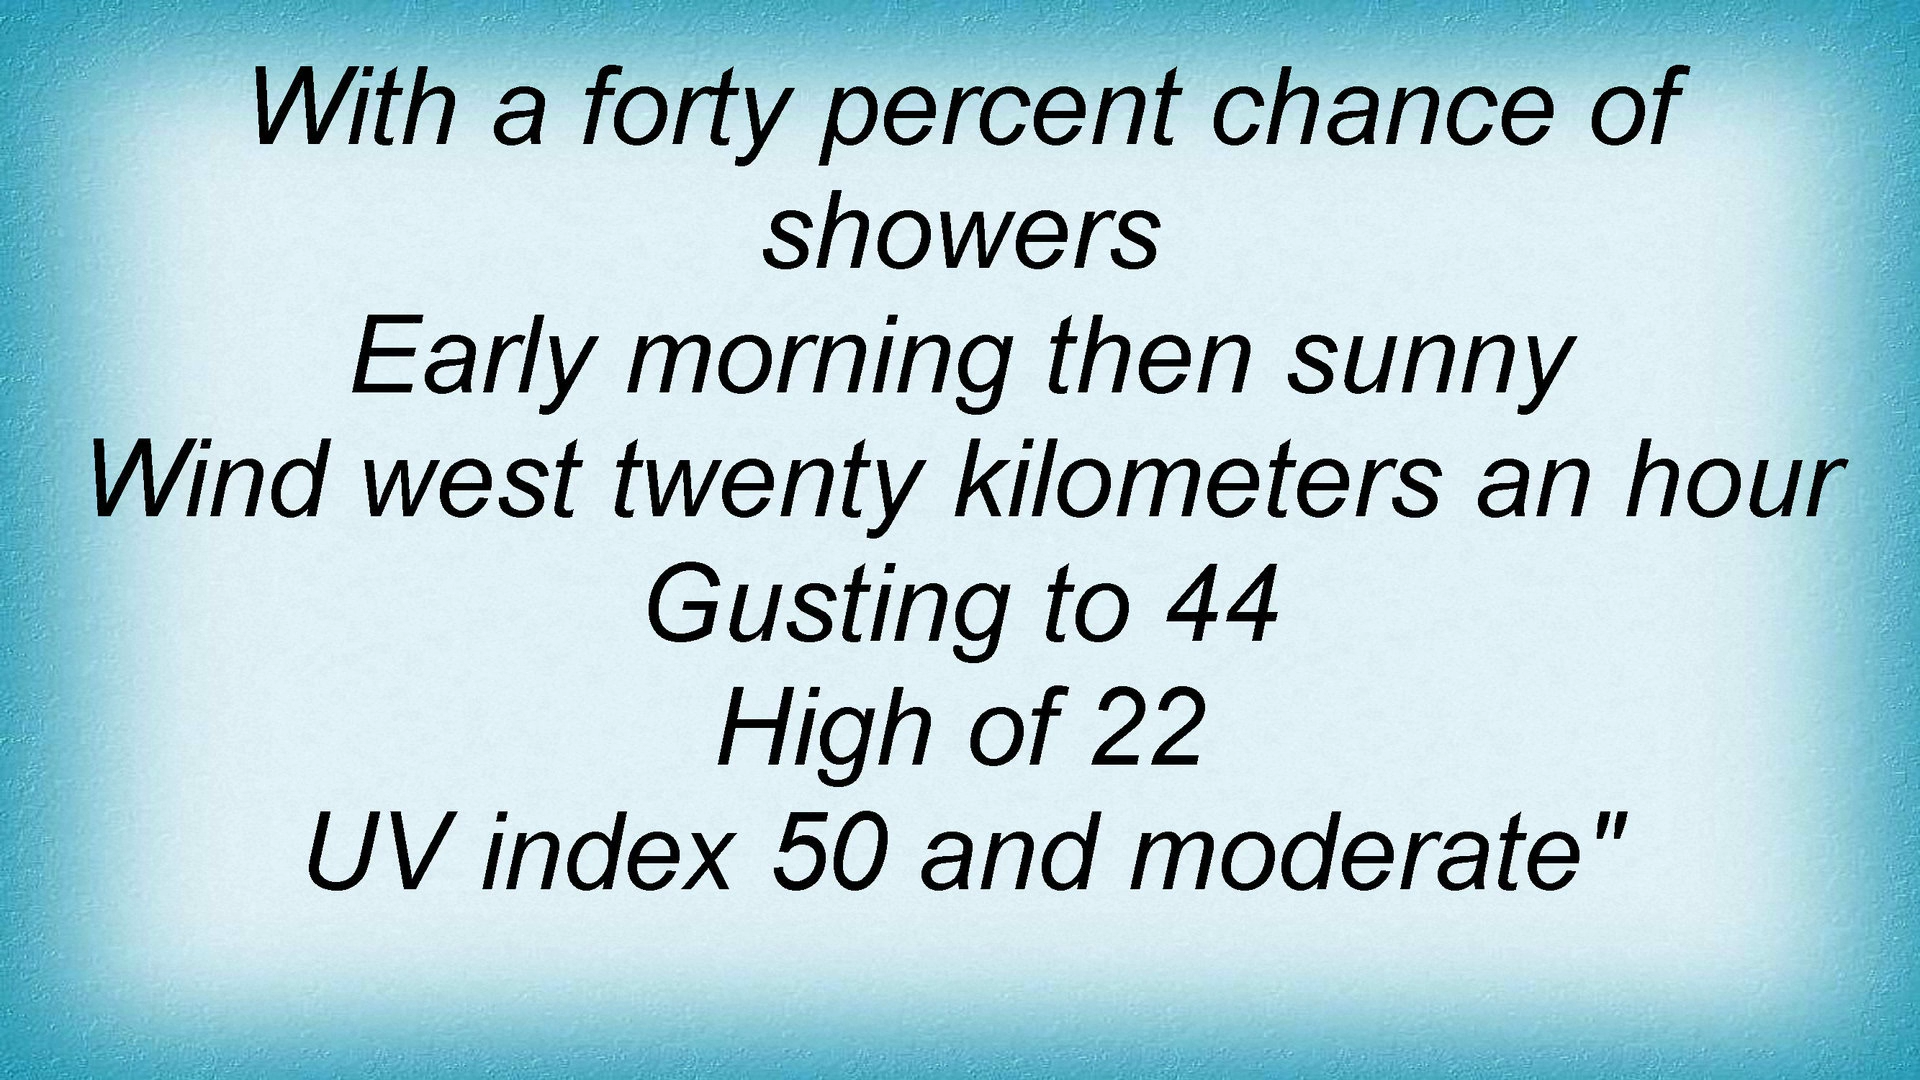 With a forty percent chance of
showers
Early morning then sunny
Wind west twenty kilometers an hour
Gusting to 44
High of 22
UV index 50 and moderate"